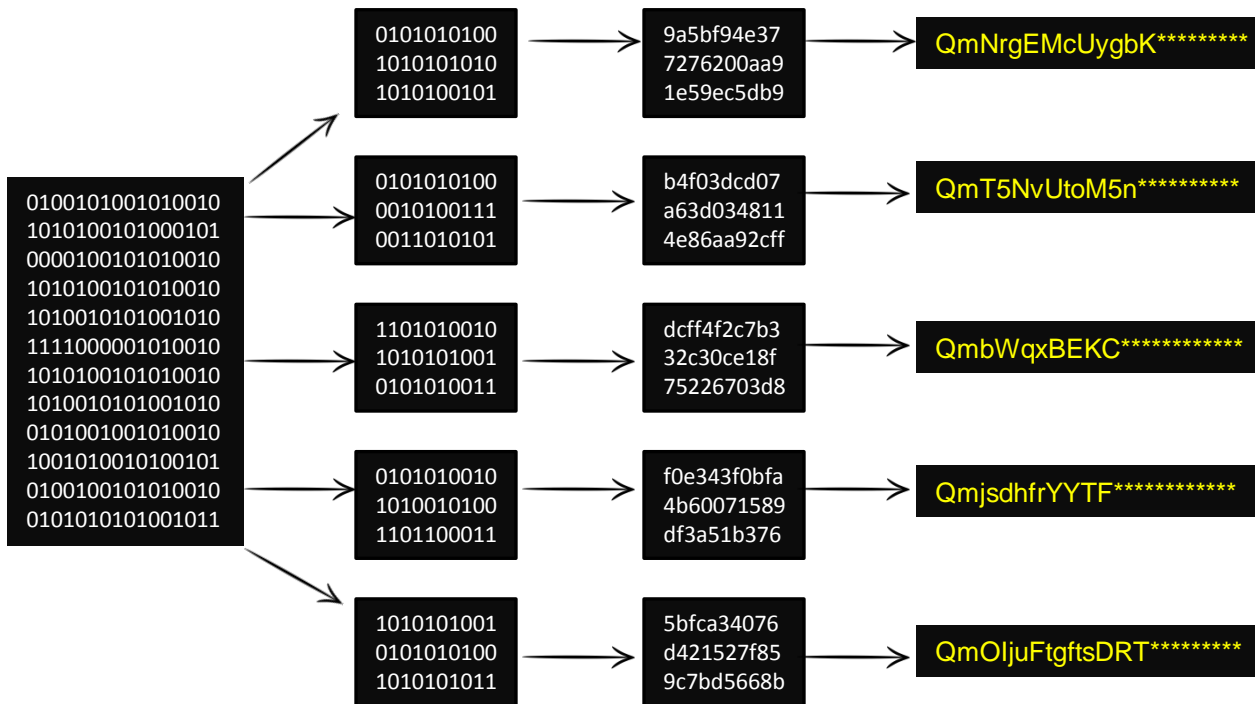 0100101001010010
1010100101000101
0000100101010010
1010100101010010
1010010101001010
1111000001010010
1010100101010010
1010010101001010
0101001001010010
1001010010100101
0100100101010010
0101010101001011
0101010100
1010101010
1010100101
9a5bf94e37
7276200aa9
1e59ec5db9
QmNrgEMcUygbK*********
0101010100
0010100111
0011010101
b4f03dcd07
a63d034811
4e86aa92cff
QmT5NvUtoM5n**********
1101010010
1010101001
0101010011
dcff4f2c7b3
32c30ce18f
75226703d8
QmbWqxBEKC************
0101010010
1010010100
1101100011
f0e343f0bfa
4b60071589
df3a51b376
QmjsdhfrYYTF************
1010101001
0101010100
1010101011
5bfca34076
d421527f85
9c7bd5668b
QmOIjuFtgftsDRT*********